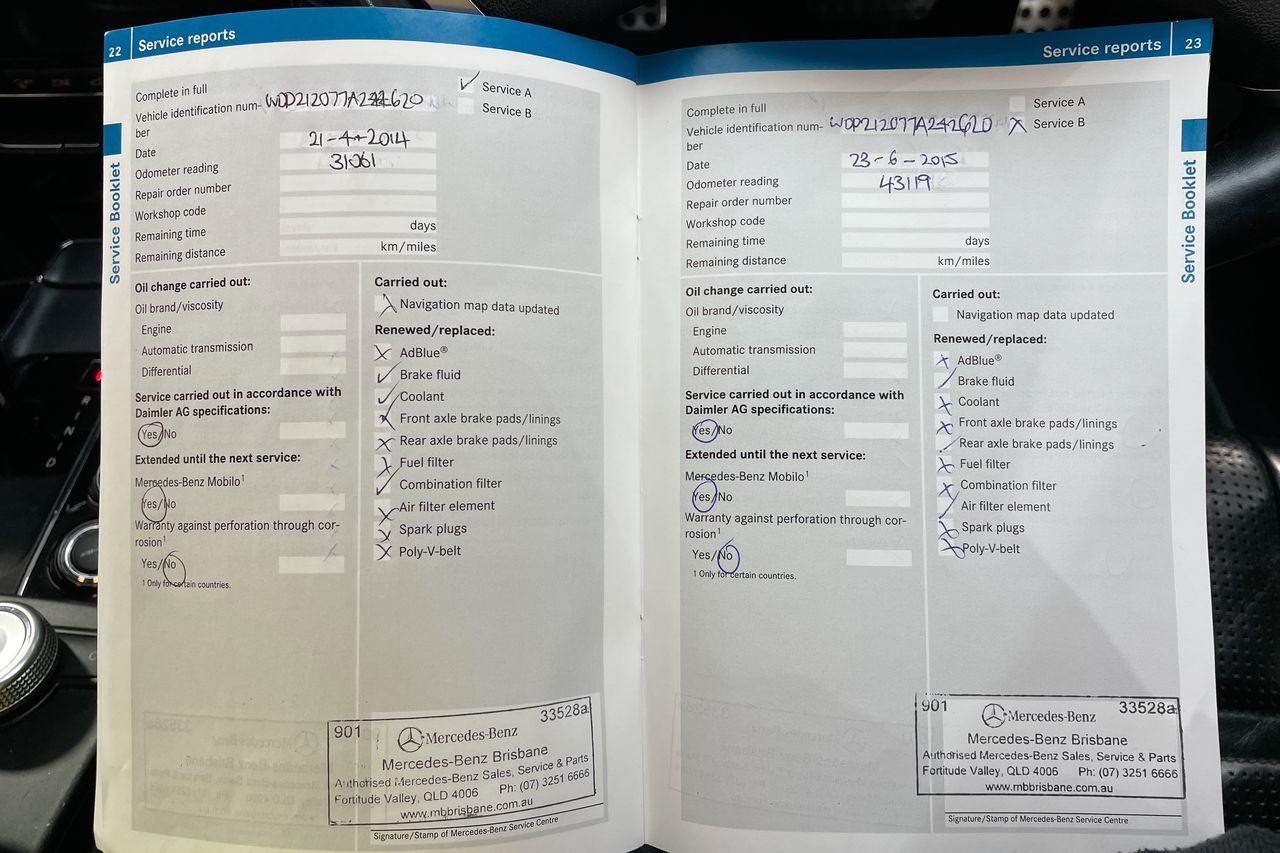 22 Service reports
Complete in full
Vehicle identification num- WDD212077A242620
ber
Service A
Service B
Date 21-4-2014
Odometer reading 31061
Repair order number
Workshop code
Remaining time days
Remaining distance km/miles
Oil change carried out:
Oil brand/viscosity
Engine
Automatic transmission
Differential
Service carried out in accordance with
Daimler AG specifications:
Yes/No
Extended until the next service:
Mercedes-Benz Mobilo1
Yes/No
Warranty against perforation through cor-
rosion1
Yes/No
1 Only for certain countries.
Carried out:
Navigation map data updated
Renewed/replaced:
AdBlue®
Brake fluid
Coolant
Front axle brake pads/linings
Rear axle brake pads/linings
Fuel filter
Combination filter
Air filter element
Spark plugs
Poly-V-belt
901 33528a
Mercedes-Benz
Mercedes-Benz Brisbane
Authorised Mercedes-Benz Sales, Service & Parts
Fortitude Valley, QLD 4006 Ph: (07) 3251 6666
www.mbbrisbane.com.au
Signature/Stamp of Mercedes-Benz Service Centre
Service Booklet
Service reports 23
Complete in full
Vehicle identification num- WDD212077A242620
ber
Service A
Service B
Date 23-6-2015
Odometer reading 43119
Repair order number
Workshop code
Remaining time days
Remaining distance km/miles
Oil change carried out:
Oil brand/viscosity
Engine
Automatic transmission
Differential
Service carried out in accordance with
Daimler AG specifications:
Yes/No
Extended until the next service:
Mercedes-Benz Mobilo1
Yes/No
Warranty against perforation through cor-
rosion1
Yes/No
1 Only for certain countries.
Carried out:
Navigation map data updated
Renewed/replaced:
AdBlue®
Brake fluid
Coolant
Front axle brake pads/linings
Rear axle brake pads/linings
Fuel filter
Combination filter
Air filter element
Spark plugs
Poly-V-belt
901 33528a
Mercedes-Benz
Mercedes-Benz Brisbane
Authorised Mercedes-Benz Sales, Service & Parts
Fortitude Valley, QLD 4006 Ph: (07) 3251 6666
www.mbbrisbane.com.au
Signature/Stamp of Mercedes-Benz Service Centre
Service Booklet
R
N
D